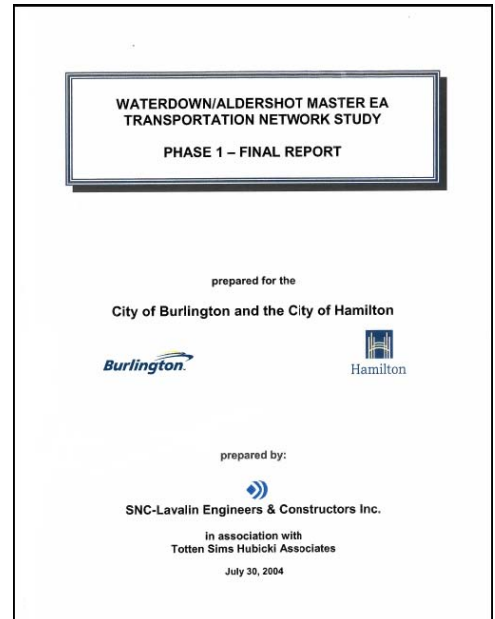 WATERDOWN/ALDERSHOT MASTER EA
TRANSPORTATION NETWORK STUDY
PHASE 1 – FINAL REPORT
prepared for the
City of Burlington and the City of Hamilton
Burlington.
Hamilton
prepared by:
SNC-Lavalin Engineers & Constructors Inc.
in association with
Totten Sims Hubicki Associates
July 30, 2004